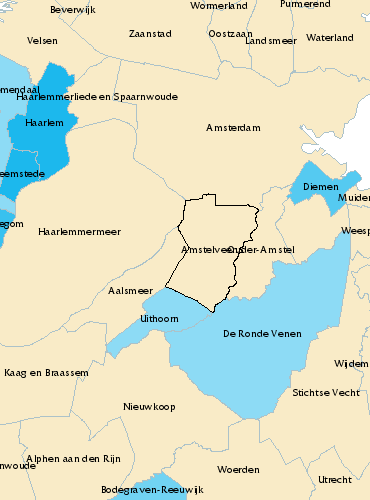 Beverwijk
Wormerland
Purmerend
Velsen
Zaanstad
Oostzaan
Landsmeer
Waterland
menda
Haarlemmerliede en Spaarnwoude
Haarlem
Amsterdam
eemstede
Diemen
Muiden
egom
Haarlemmermeer
Weesp
Amstelveen
Ouder-Amstel
Aalsmeer
Uithoorn
De Ronde Venen
Kaag en Braassem
Wijdem
Stichtse Vecht
Nieuwkoop
Alphen aan den Rijn
nwoude
Woerden
Utrecht
Bodegraven-Reeuwijk